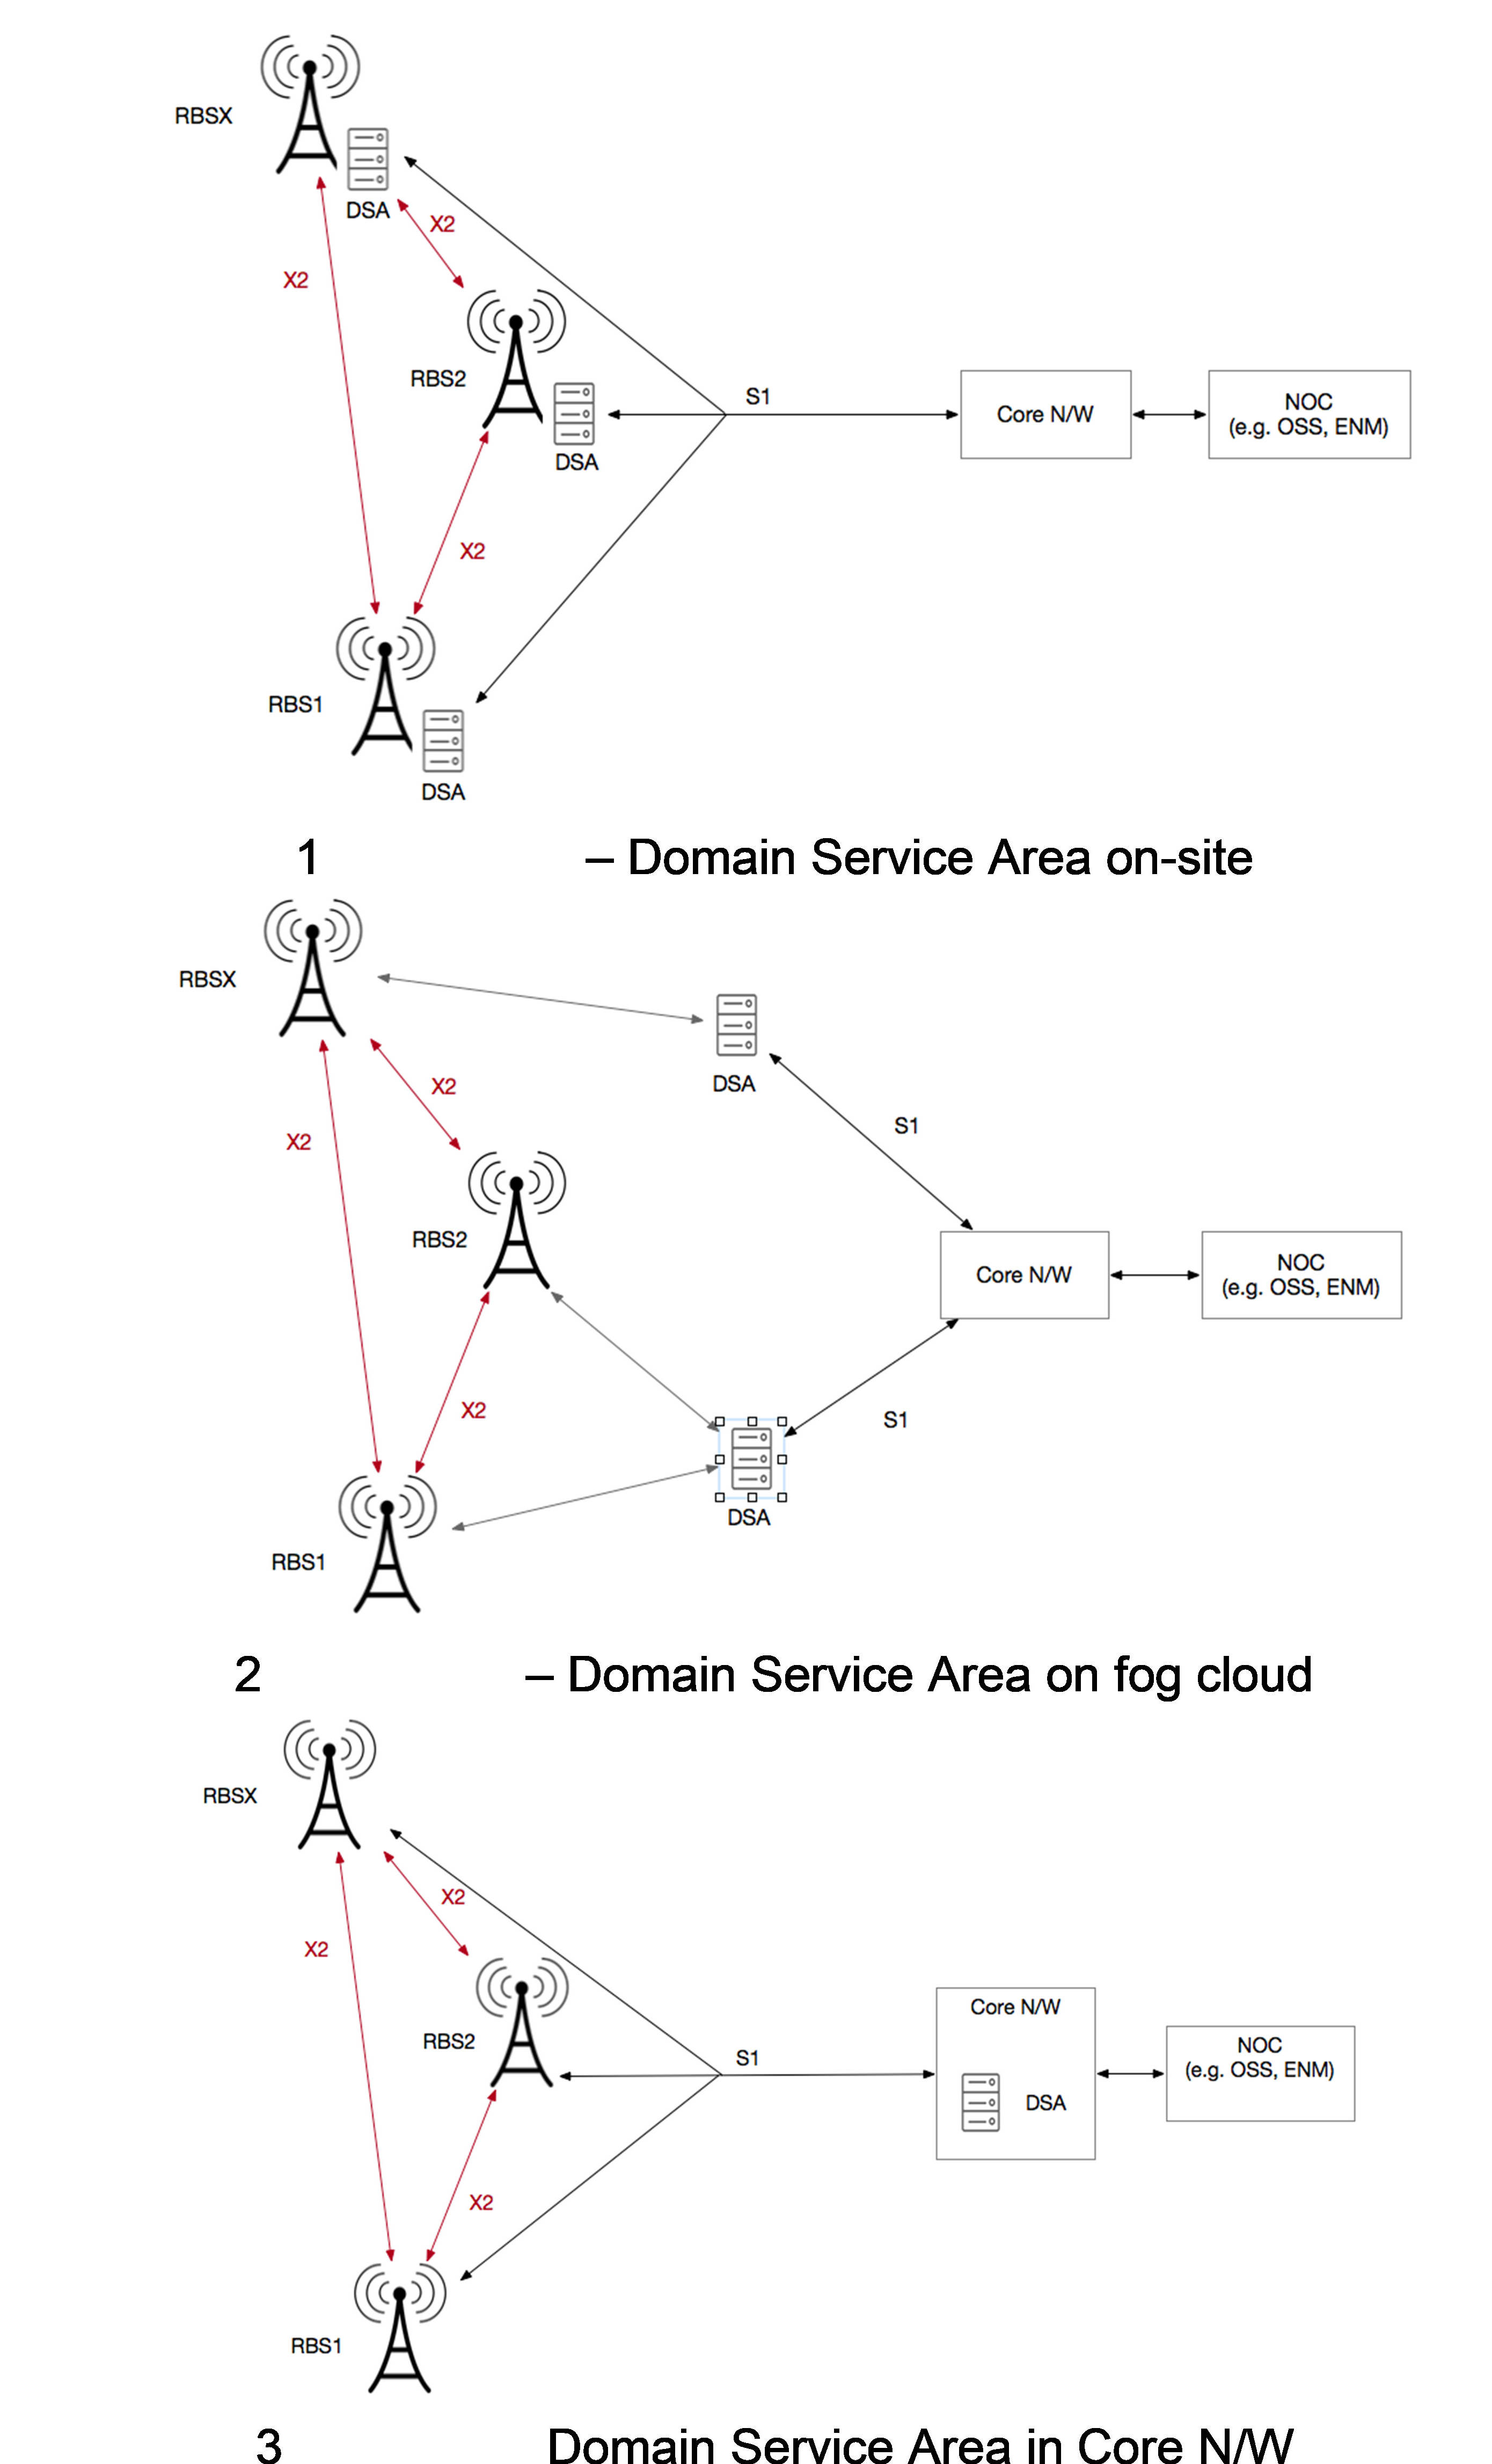 RBSX
DSA
X2
X2
RBS2
S1
Core N/W
NOC
(e.g. OSS, ENM)
DSA
X2
RBS1
DSA
1 – Domain Service Area on-site
RBSX
DSA
X2
S1
X2
RBS2
Core N/W
NOC
(e.g. OSS, ENM)
X2
S1
DSA
RBS1
2 – Domain Service Area on fog cloud
RBSX
X2
X2
Core N/W
RBS2
S1
NOC
(e.g. OSS, ENM)
DSA
X2
RBS1
3 Domain Service Area in Core N/W